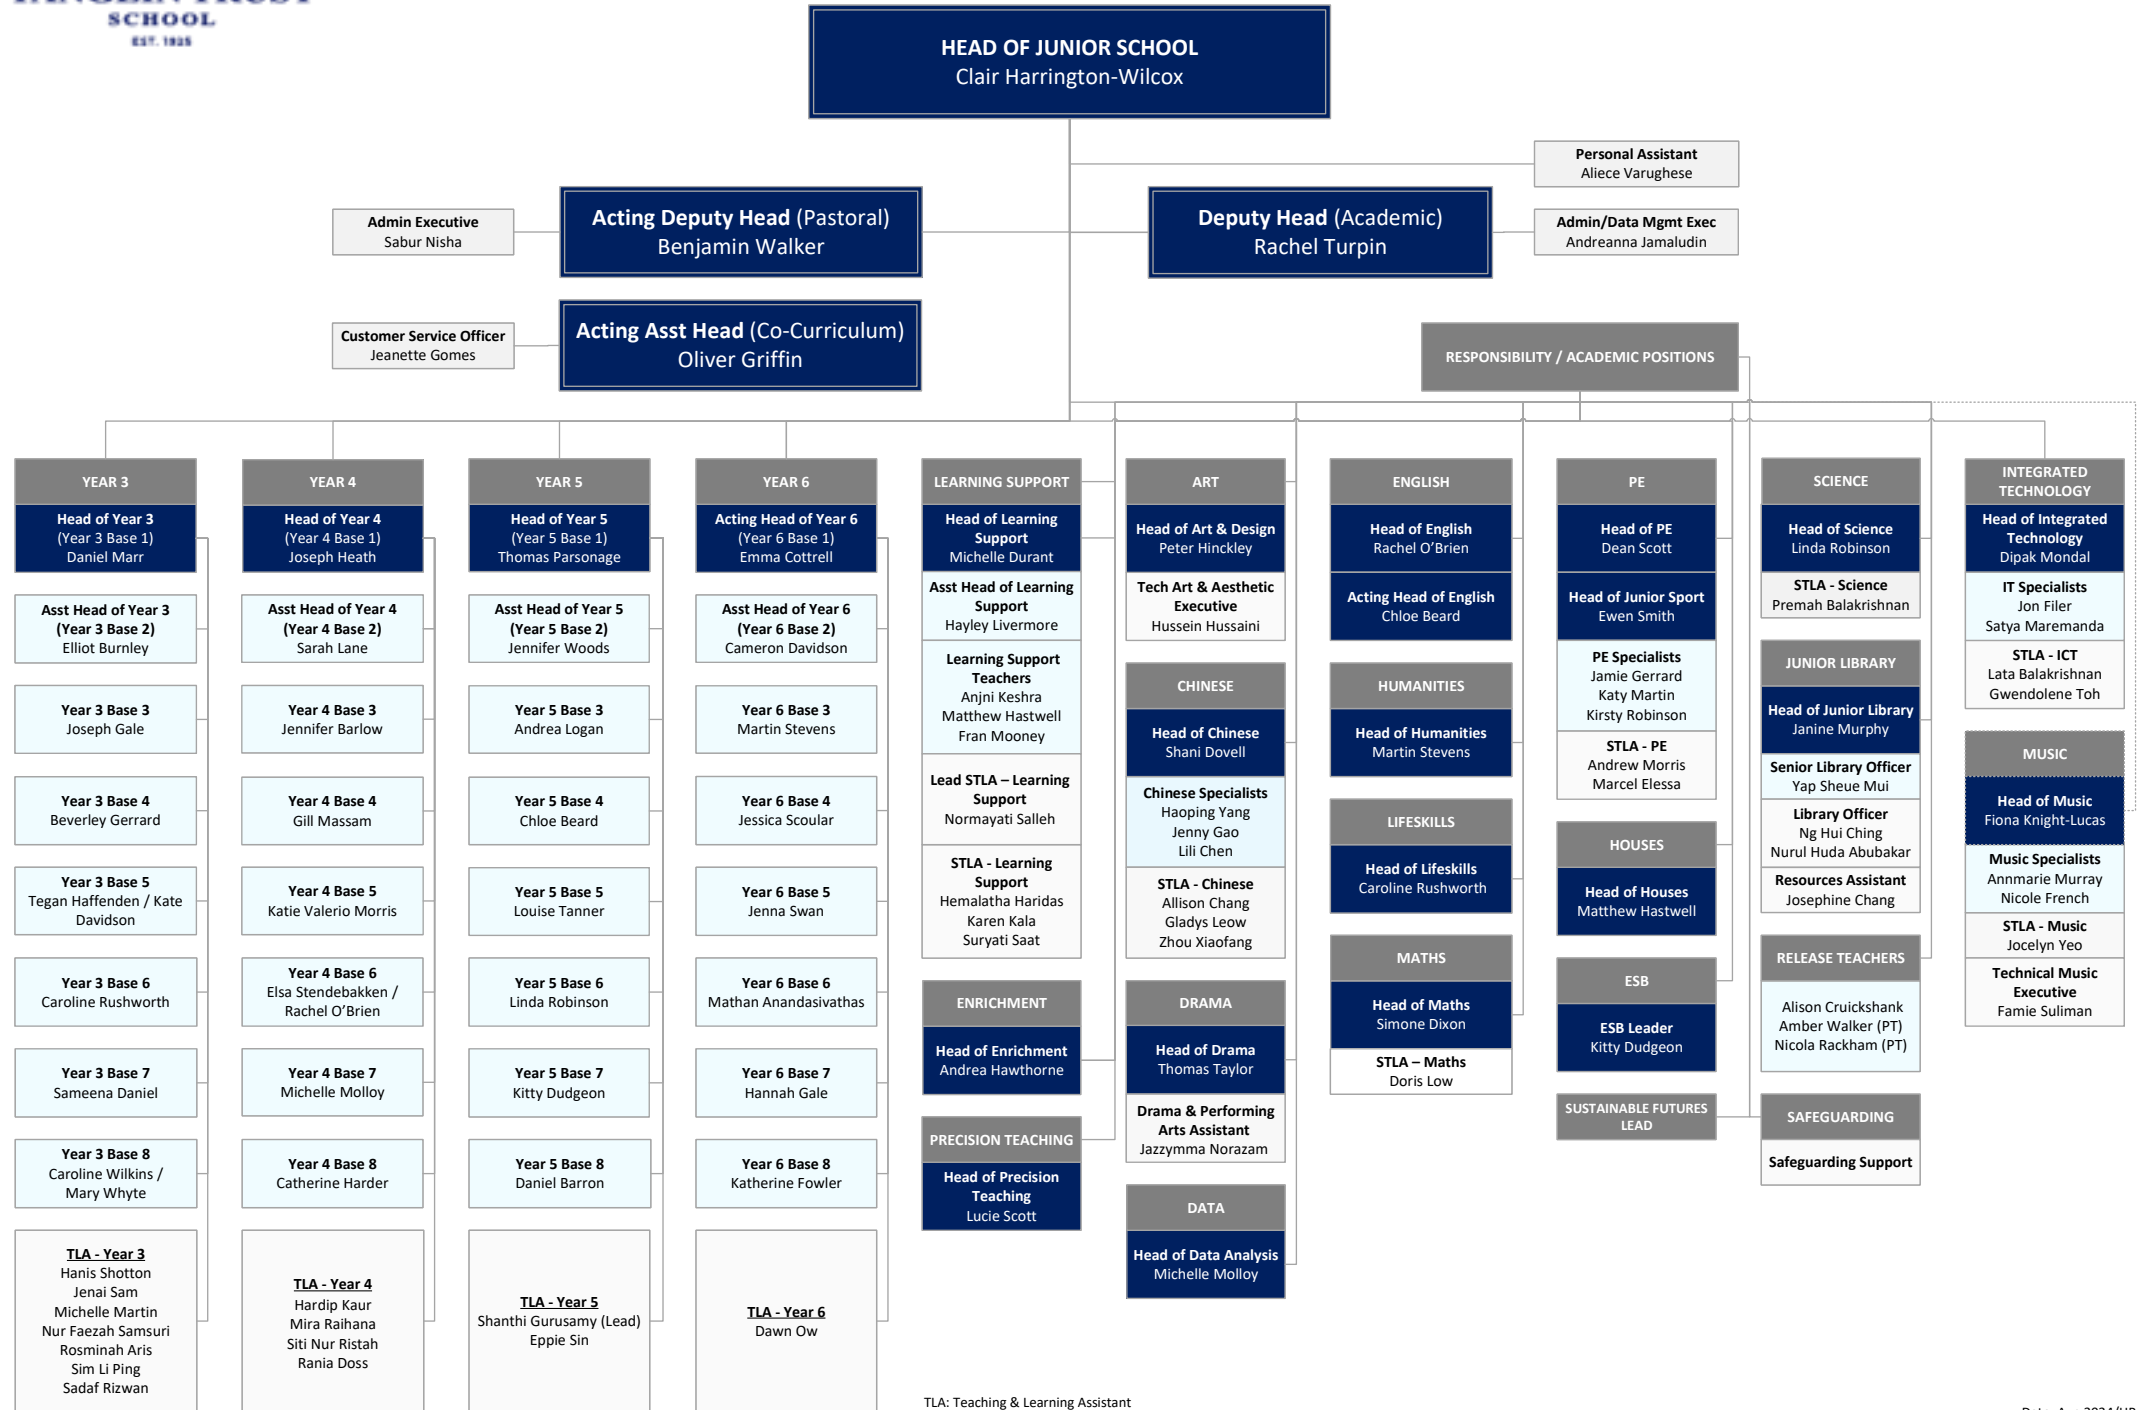 TANGLIN TRUST
SCHOOL
EST. 1925
HEAD OF JUNIOR SCHOOL
Clair Harrington-Wilcox
Personal Assistant
Aliece Varughese
Admin Executive
Sabur Nisha
Acting Deputy Head (Pastoral)
Benjamin Walker
Deputy Head (Academic)
Rachel Turpin
Admin/Data Mgmt Exec
Andreanna Jamaludin
Customer Service Officer
Jeanette Gomes
Acting Asst Head (Co-Curriculum)
Oliver Griffin
RESPONSIBILITY / ACADEMIC POSITIONS
YEAR 3
Head of Year 3
(Year 3 Base 1)
Daniel Marr
Asst Head of Year 3
(Year 3 Base 2)
Elliot Burnley
Year 3 Base 3
Joseph Gale
Year 3 Base 4
Beverley Gerrard
Year 3 Base 5
Tegan Haffenden / Kate
Davidson
Year 3 Base 6
Caroline Rushworth
Year 3 Base 7
Sameena Daniel
Year 3 Base 8
Caroline Wilkins /
Mary Whyte
TLA - Year 3
Hanis Shotton
Jenai Sam
Michelle Martin
Nur Faezah Samsuri
Rosminah Aris
Sim Li Ping
Sadaf Rizwan
YEAR 4
Head of Year 4
(Year 4 Base 1)
Joseph Heath
Asst Head of Year 4
(Year 4 Base 2)
Sarah Lane
Year 4 Base 3
Jennifer Barlow
Year 4 Base 4
Gill Massam
Year 4 Base 5
Katie Valerio Morris
Year 4 Base 6
Elsa Stendebakken /
Rachel O’Brien
Year 4 Base 7
Michelle Molloy
Year 4 Base 8
Catherine Harder
TLA - Year 4
Hardip Kaur
Mira Raihana
Siti Nur Ristah
Rania Doss
YEAR 5
Head of Year 5
(Year 5 Base 1)
Thomas Parsonage
Asst Head of Year 5
(Year 5 Base 2)
Jennifer Woods
Year 5 Base 3
Andrea Logan
Year 5 Base 4
Chloe Beard
Year 5 Base 5
Louise Tanner
Year 5 Base 6
Linda Robinson
Year 5 Base 7
Kitty Dudgeon
Year 5 Base 8
Daniel Barron
TLA - Year 5
Shanthi Gurusamy (Lead)
Eppie Sin
YEAR 6
Acting Head of Year 6
(Year 6 Base 1)
Emma Cottrell
Asst Head of Year 6
(Year 6 Base 2)
Cameron Davidson
Year 6 Base 3
Martin Stevens
Year 6 Base 4
Jessica Scoular
Year 6 Base 5
Jenna Swan
Year 6 Base 6
Mathan Anandasivathas
Year 6 Base 7
Hannah Gale
Year 6 Base 8
Katherine Fowler
TLA - Year 6
Dawn Ow
LEARNING SUPPORT
Head of Learning
Support
Michelle Durant
Asst Head of Learning
Support
Hayley Livermore
Learning Support
Teachers
Anjni Keshra
Matthew Hastwell
Fran Mooney
Lead STLA – Learning
Support
Normayati Salleh
STLA - Learning
Support
Hemalatha Haridas
Karen Kala
Suryati Saat
ENRICHMENT
Head of Enrichment
Andrea Hawthorne
PRECISION TEACHING
Head of Precision
Teaching
Lucie Scott
ART
Head of Art & Design
Peter Hinckley
Tech Art & Aesthetic
Executive
Hussein Hussaini
CHINESE
Head of Chinese
Shani Dovell
Chinese Specialists
Haoping Yang
Jenny Gao
Lili Chen
STLA - Chinese
Allison Chang
Gladys Leow
Zhou Xiaofang
DRAMA
Head of Drama
Thomas Taylor
Drama & Performing
Arts Assistant
Jazzymma Norazam
DATA
Head of Data Analysis
Michelle Molloy
ENGLISH
Head of English
Rachel O’Brien
Acting Head of English
Chloe Beard
HUMANITIES
Head of Humanities
Martin Stevens
LIFESKILLS
Head of Lifeskills
Caroline Rushworth
MATHS
Head of Maths
Simone Dixon
STLA – Maths
Doris Low
PE
Head of PE
Dean Scott
Head of Junior Sport
Ewen Smith
PE Specialists
Jamie Gerrard
Katy Martin
Kirsty Robinson
STLA - PE
Andrew Morris
Marcel Elessa
HOUSES
Head of Houses
Matthew Hastwell
ESB
ESB Leader
Kitty Dudgeon
SUSTAINABLE FUTURES
LEAD
SCIENCE
Head of Science
Linda Robinson
STLA - Science
Premah Balakrishnan
JUNIOR LIBRARY
Head of Junior Library
Janine Murphy
Senior Library Officer
Yap Sheue Mui
Library Officer
Ng Hui Ching
Nurul Huda Abubakar
Resources Assistant
Josephine Chang
RELEASE TEACHERS
Alison Cruickshank
Amber Walker (PT)
Nicola Rackham (PT)
SAFEGUARDING
Safeguarding Support
INTEGRATED
TECHNOLOGY
Head of Integrated
Technology
Dipak Mondal
IT Specialists
Jon Filer
Satya Maremanda
STLA - ICT
Lata Balakrishnan
Gwendolene Toh
MUSIC
Head of Music
Fiona Knight-Lucas
Music Specialists
Annmarie Murray
Nicole French
STLA - Music
Jocelyn Yeo
Technical Music
Executive
Famie Suliman
TLA: Teaching & Learning Assistant